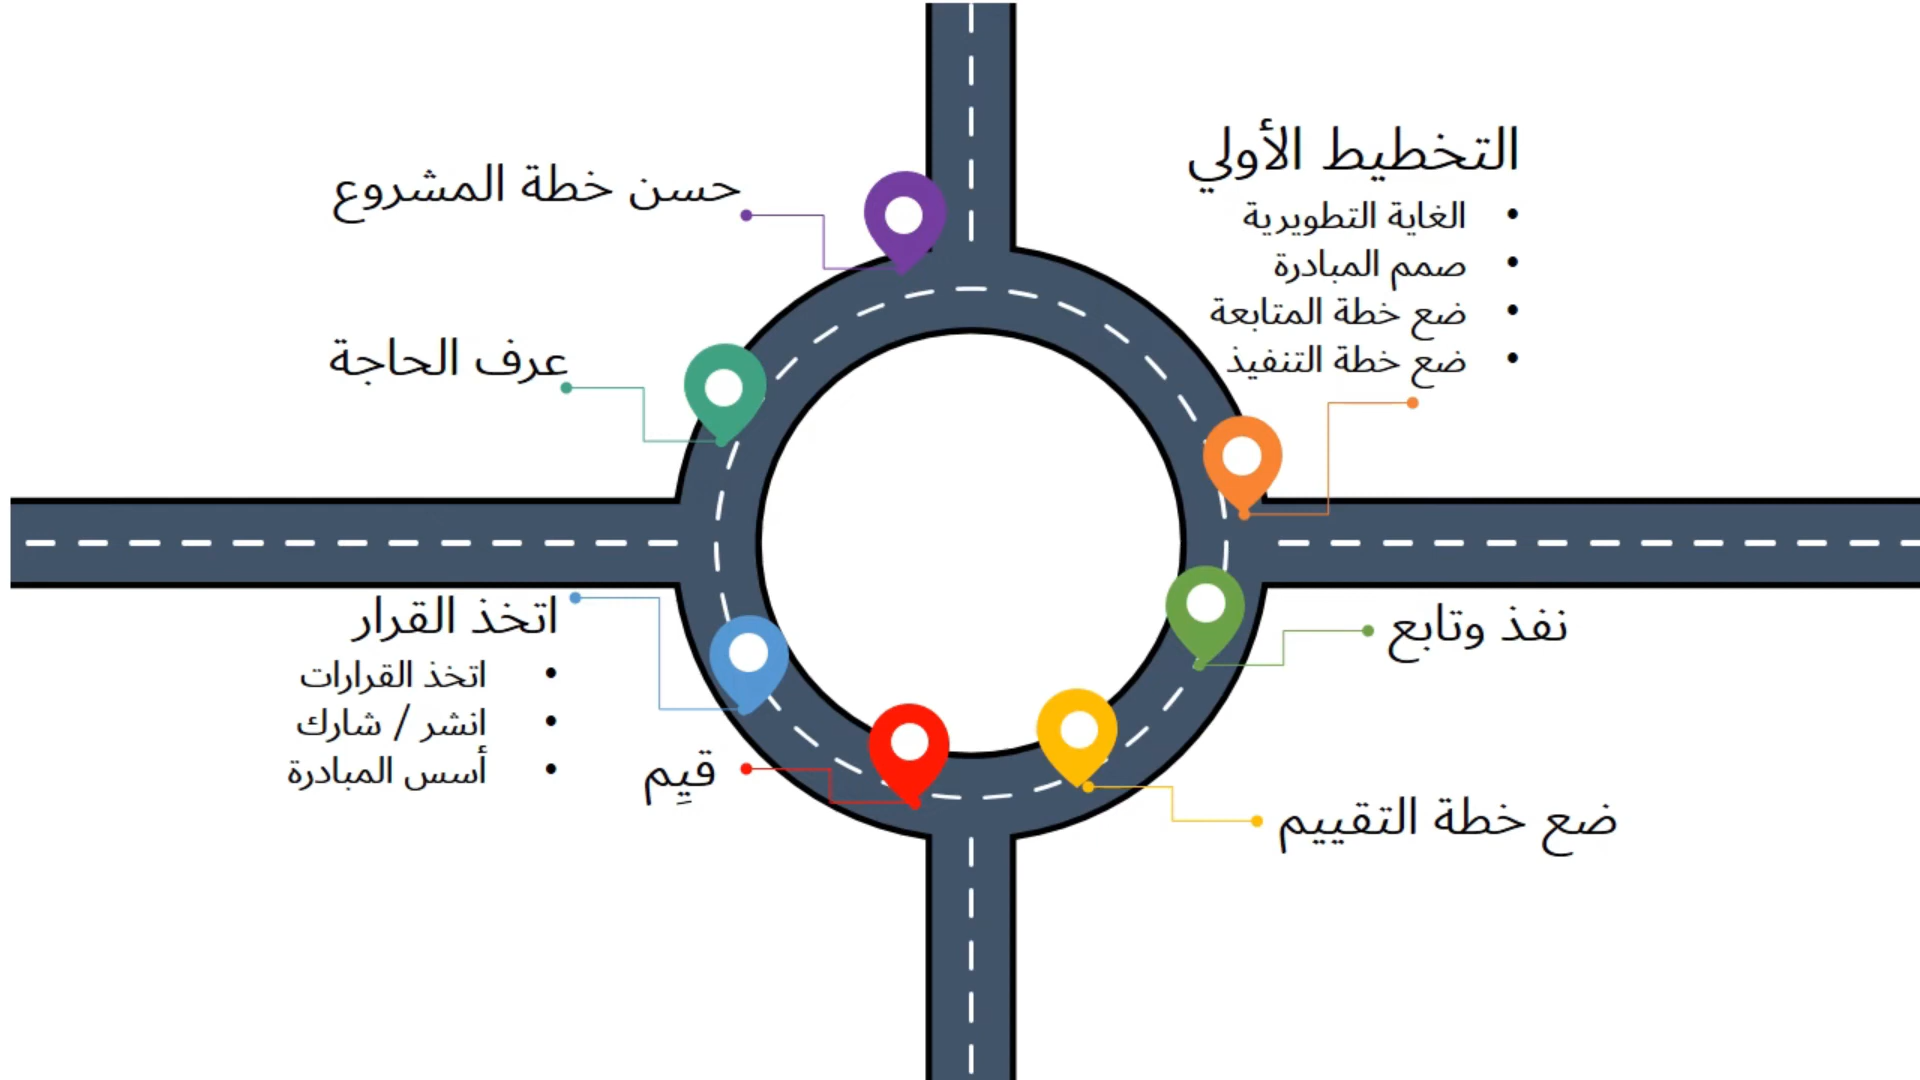 التخطيط الأولي
• الغاية التطويرية
• صمم المبادرة
• ضع خطة المتابعة
• ضع خطة التنفيذ
نفذ وتابع
ضع خطة التقييم
قيِم
اتخذ القرار
• اتخذ القرارات
• انشر / شارك
• أسس المبادرة
عرف الحاجة
حسن خطة المشروع